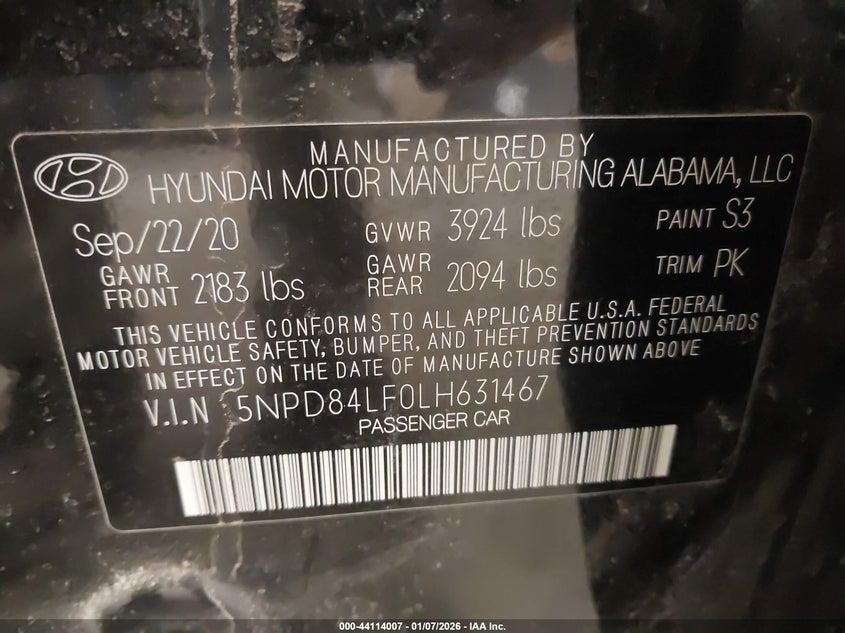 MANUFACTURED BY
HYUNDAI MOTOR MANUFACTURING ALABAMA, LLC
Sep/22/20 GVWR 3924 lbs PAINT S3
GAWR FRONT 2183 lbs GAWR REAR 2094 lbs TRIM PK
THIS VEHICLE CONFORMS TO ALL APPLICABLE U.S.A. FEDERAL
MOTOR VEHICLE SAFETY, BUMPER, AND THEFT PREVENTION STANDARDS
IN EFFECT ON THE DATE OF MANUFACTURE SHOWN ABOVE
V.I.N : 5NPD84LF0LH631467
PASSENGER CAR
000-44114007 - 01/07/2026 - IAA Inc.